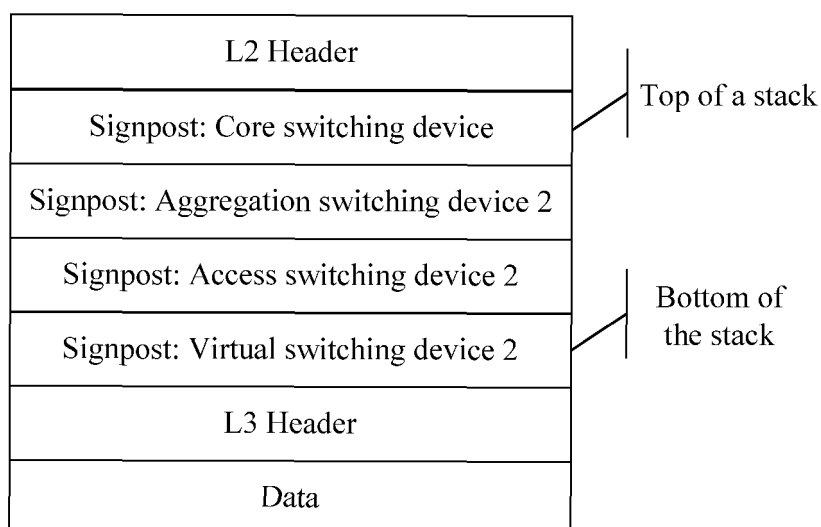 L2 Header
Signpost: Core switching device
Top of a stack
Signpost: Aggregation switching device 2
Signpost: Access switching device 2
Bottom of
the stack
Signpost: Virtual switching device 2
L3 Header
Data